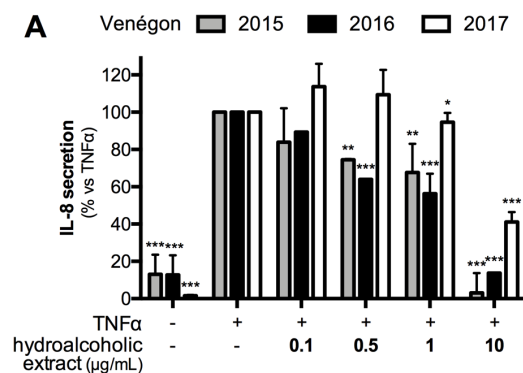 A
Venégon 2015 2016 2017
IL-8 secretion
(% vs TNFα)
120
100
80
60
40
20
0
*** *** ***
** ***
** *** *
*** *** ***
TNFα - + + + + +
hydroalcoholic - - 0.1 0.5 1 10
extract (µg/mL)